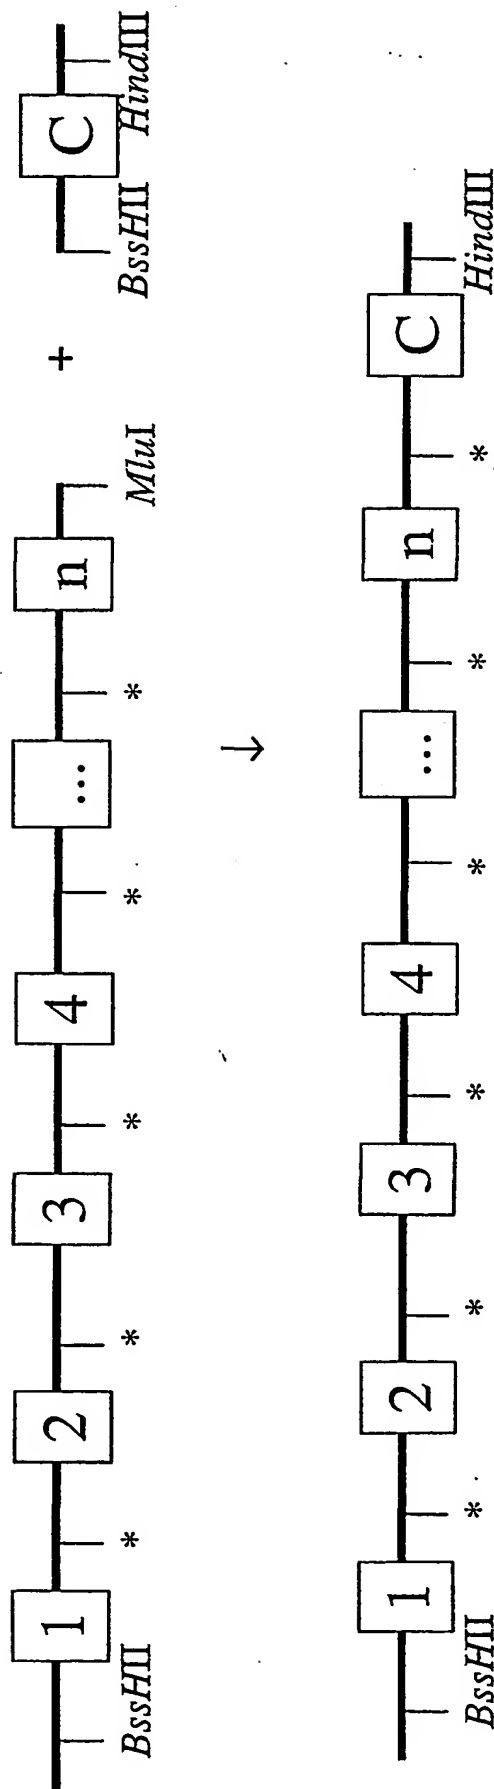 1 2 3 4 ... n + C
BssHII * * * * * MluI BssHII HindIII
↓
1 2 3 4 ... n C
BssHII * * * * * * HindIII